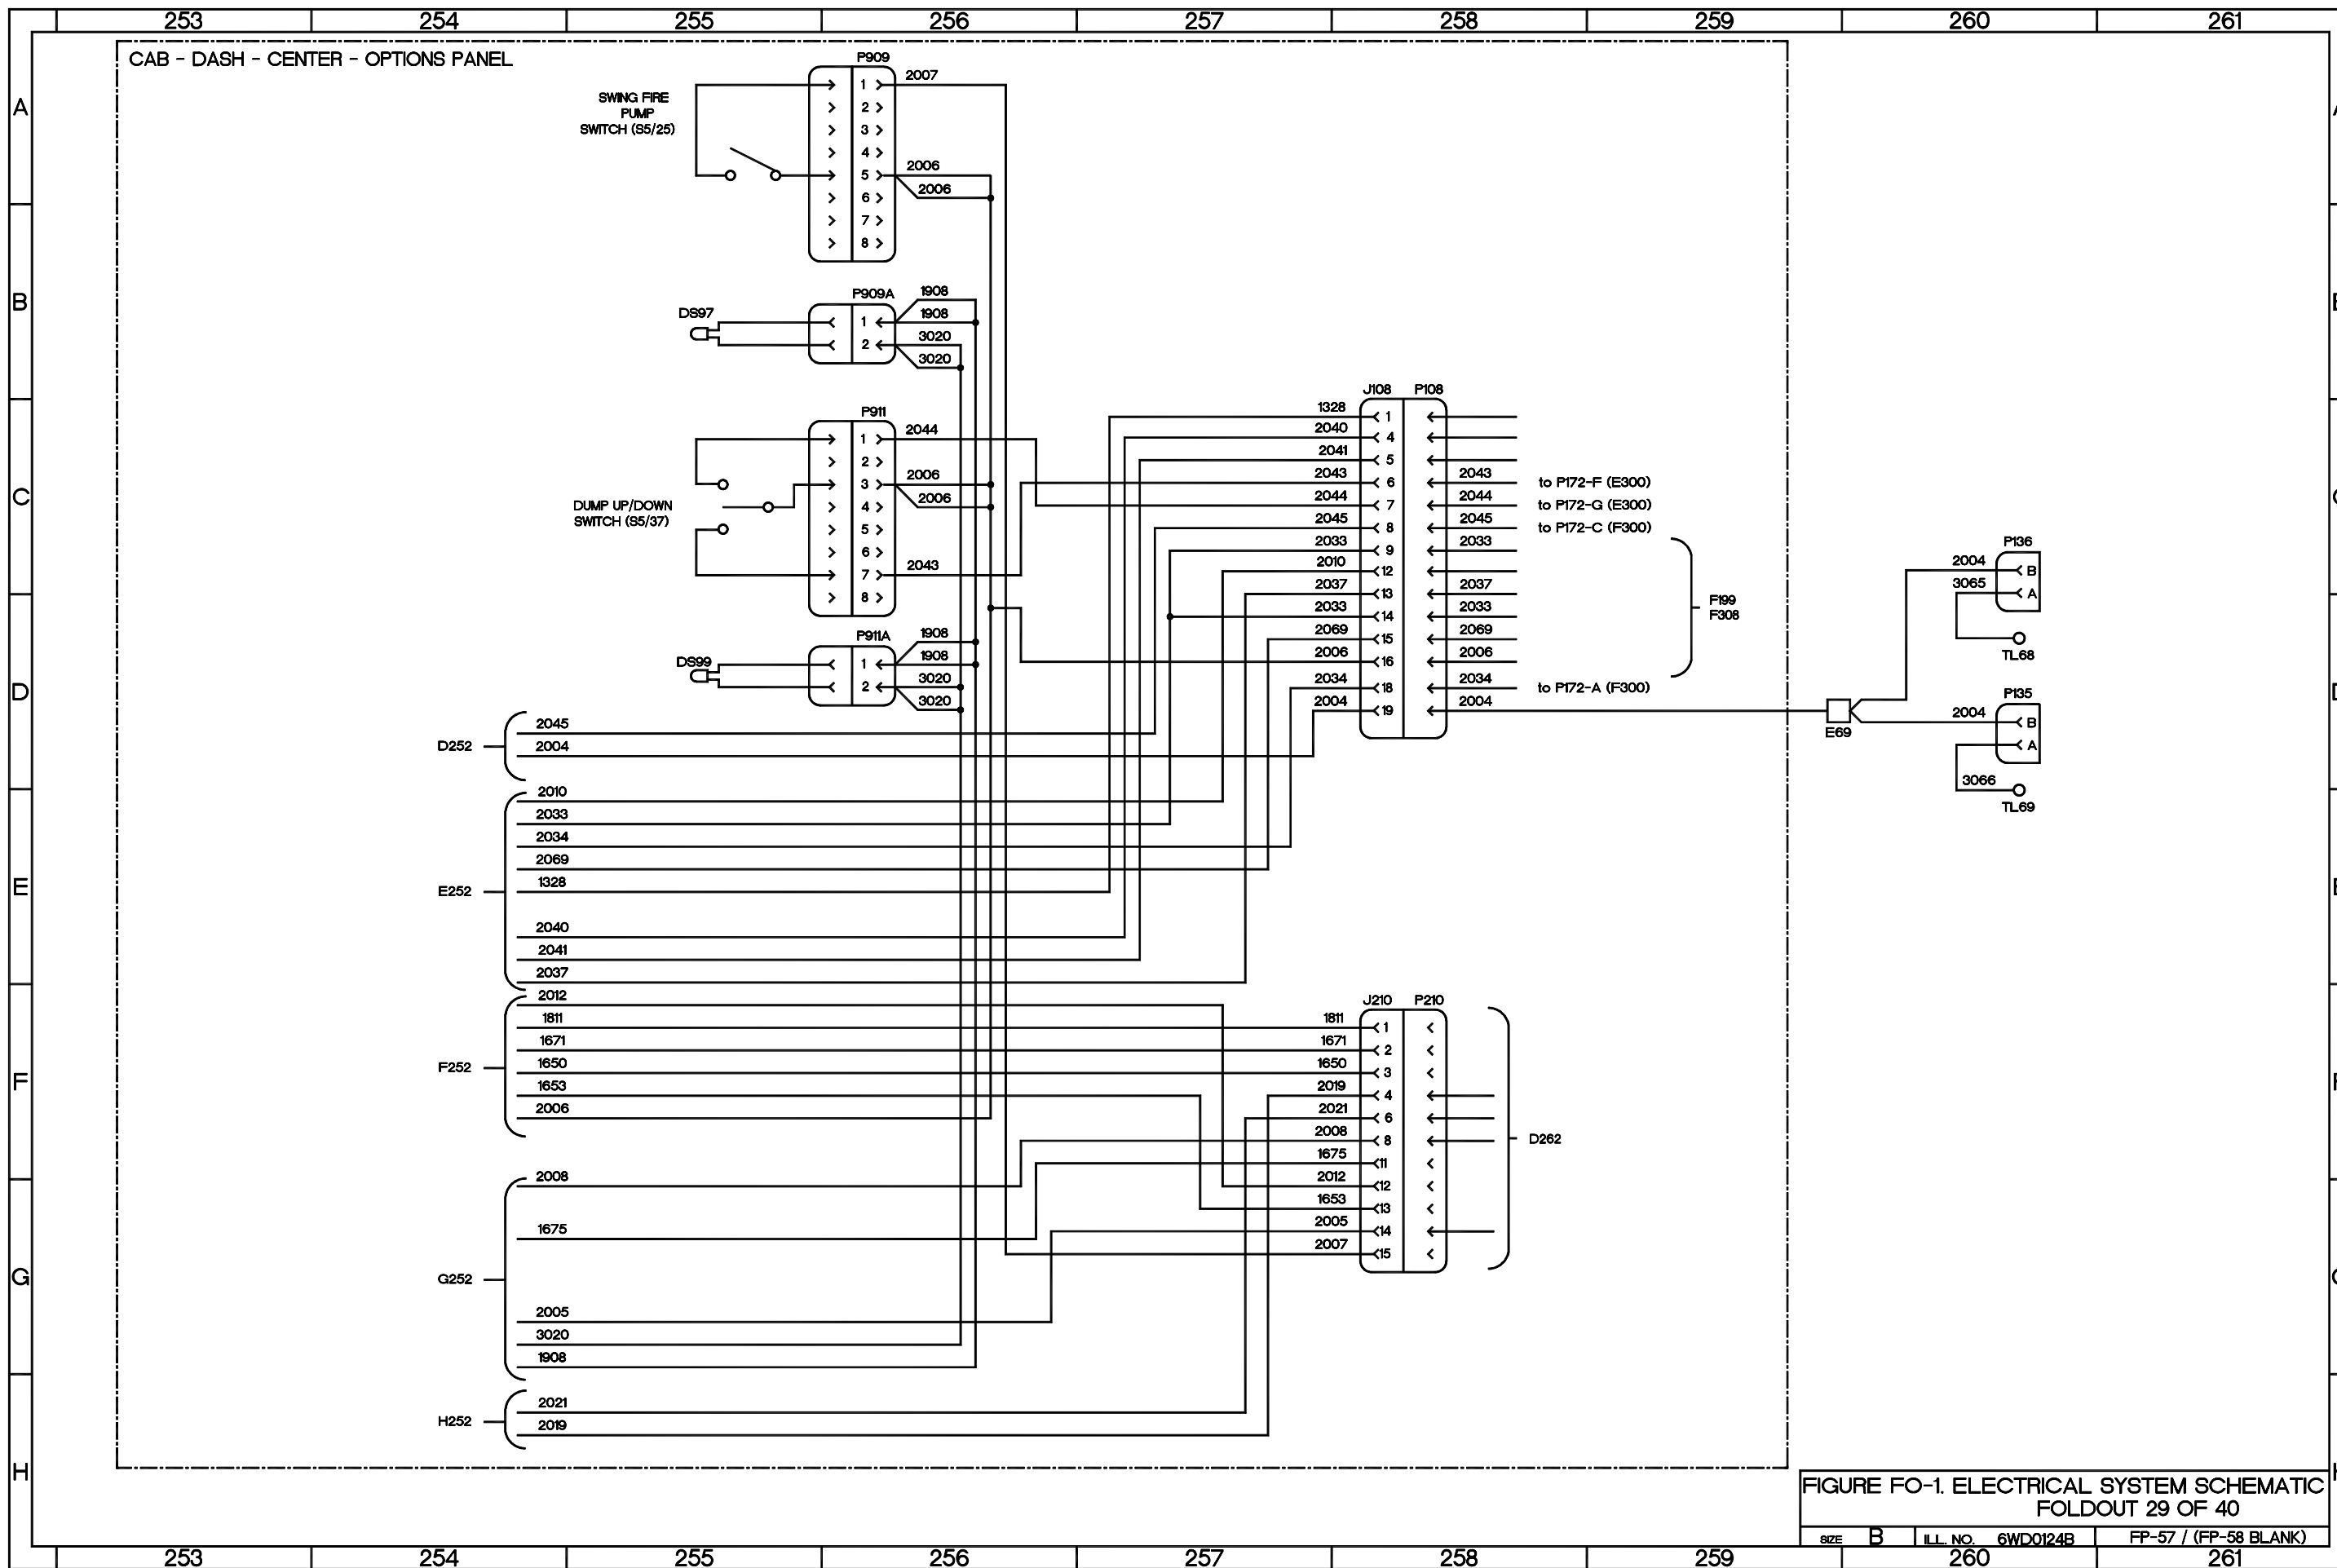 253 254 255 256 257 258 259 260 261
A
B
C
D
E
F
G
H
CAB - DASH - CENTER - OPTIONS PANEL
SWING FIRE
PUMP
SWITCH (S5/25)
P909
1 2007
2
3
4
5 2006
2006
6
7
8
DS97
P909A
1908
1 1908
2 3020
3020
DUMP UP/DOWN
SWITCH (S5/37)
P911
1 2044
2
3 2006
4 2006
5
6
7 2043
8
DS99
P911A
1908
1 1908
2 3020
3020
J108 P108
1328 1
2040 4
2041 5
2043 6 2043 to P172-F (E300)
2044 7 2044 to P172-G (E300)
2045 8 2045 to P172-C (F300)
2033 9 2033
2010 12
2037 13 2037
2033 14 2033
2069 15 2069
2006 16 2006
2034 18 2034 to P172-A (F300)
2004 19 2004
F199
F308
E69
P136
2004 B
3065 A
TL68
P135
2004 B
A
3066
TL69
D252
2045
2004
E252
2010
2033
2034
2069
1328
2040
2041
2037
F252
2012
1811
1671
1650
1653
2006
G252
2008
1675
2005
3020
1908
H252
2021
2019
J210 P210
1811 1
1671 2
1650 3
2019 4
2021 6
2008 8
1675 11
2012 12
1653 13
2005 14
2007 15
D262
FIGURE FO-1. ELECTRICAL SYSTEM SCHEMATIC
FOLDOUT 29 OF 40
SIZE B ILL. NO. 6WD0124B FP-57 / (FP-58 BLANK)
253 254 255 256 257 258 259 260 261